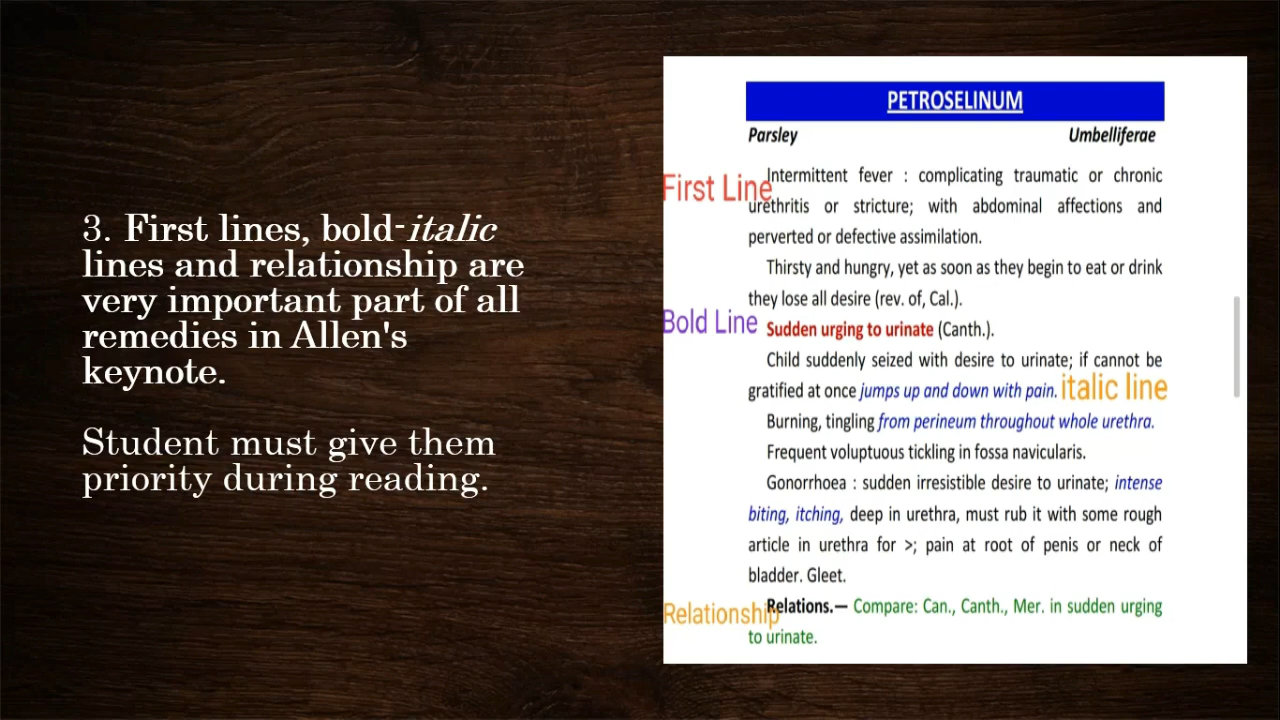 3. First lines, bold-italic
lines and relationship are
very important part of all
remedies in Allen's
keynote.
Student must give them
priority during reading.
PETROSELINUM
Parsley Umbelliferae
First Line
Intermittent fever : complicating traumatic or chronic
urethritis or stricture; with abdominal affections and
perverted or defective assimilation.
Thirsty and hungry, yet as soon as they begin to eat or drink
they lose all desire (rev. of, Cal.).
Bold Line
Sudden urging to urinate (Canth.).
Child suddenly seized with desire to urinate; if cannot be
gratified at once jumps up and down with pain.
italic line
Burning, tingling from perineum throughout whole urethra.
Frequent voluptuous tickling in fossa navicularis.
Gonorrhoea : sudden irresistible desire to urinate; intense
biting, itching, deep in urethra, must rub it with some rough
article in urethra for >; pain at root of penis or neck of
bladder. Gleet.
Relationship
Relations.— Compare: Can., Canth., Mer. in sudden urging
to urinate.